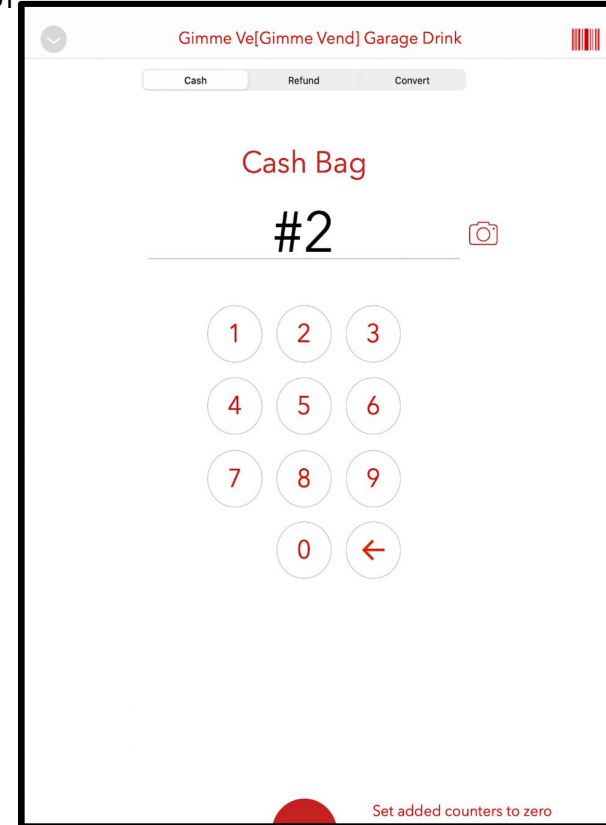 Gimme Ve[Gimme Vend] Garage Drink
Cash Refund Convert
Cash Bag
#2
1 2 3
4 5 6
7 8 9
0
Set added counters to zero